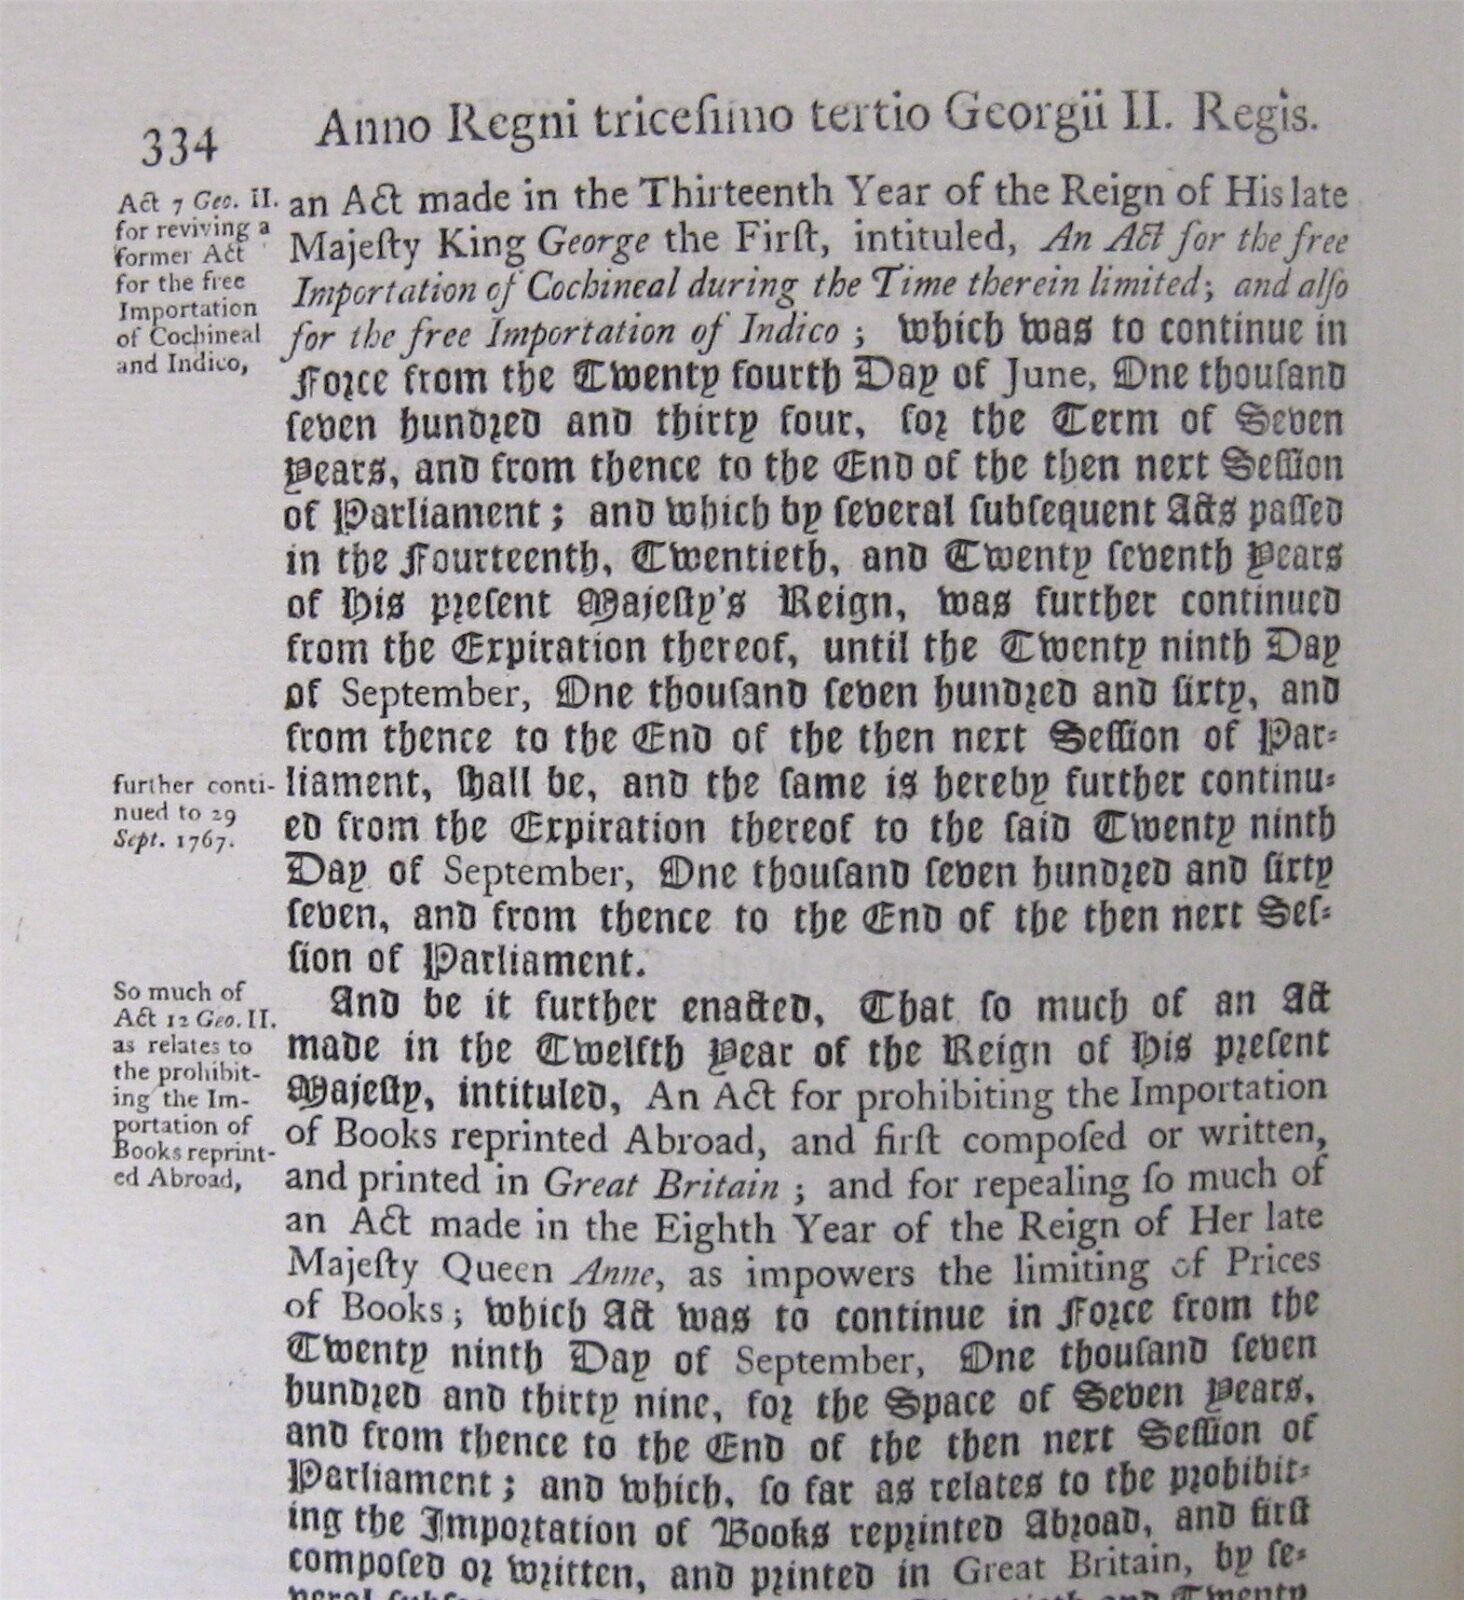 334
Anno Regni triceſimo tertio Georgii II. Regis.
Act 7 Geo. II.
for reviving a
former Act
for the free
Importation
of Cochineal
and Indico,
an Act made in the Thirteenth Year of the Reign of His late
Majeſty King George the Firſt, intituled, An Act for the free
Importation of Cochineal during the Time therein limited; and alſo
for the free Importation of Indico; which was to continue in
Force from the Twenty fourth Day of June, One thouſand
ſeven hundred and thirty four, for the Term of Seven
Years, and from thence to the End of the then next Seſſion
of Parliament; and which by ſeveral ſubſequent Acts paſſed
in the Fourteenth, Twentieth, and Twenty ſeventh Years
of His preſent Majeſty's Reign, was further continued
from the Expiration thereof, until the Twenty ninth Day
of September, One thouſand ſeven hundred and ſixty, and
from thence to the End of the then next Seſſion of Par-
further conti-
nued to 29
Sept. 1767.
liament, ſhall be, and the ſame is hereby further continu-
ed from the Expiration thereof to the ſaid Twenty ninth
Day of September, One thouſand ſeven hundred and ſixty
ſeven, and from thence to the End of the then next Seſ-
ſion of Parliament.
So much of
Act 12 Geo. II.
as relates to
the prohibit-
ing the Im-
portation of
Books reprint-
ed Abroad,
And be it further enacted, That ſo much of an Act
made in the Twelfth Year of the Reign of His preſent
Majeſty, intituled, An Act for prohibiting the Importation
of Books reprinted Abroad, and firſt compoſed or written,
and printed in Great Britain; and for repealing ſo much of
an Act made in the Eighth Year of the Reign of Her late
Majeſty Queen Anne, as impowers the limiting of Prices
of Books; which Act was to continue in Force from the
Twenty ninth Day of September, One thouſand ſeven
hundred and thirty nine, for the Space of Seven Years,
and from thence to the End of the then next Seſſion of
Parliament; and which, ſo far as relates to the prohibit-
ing the Importation of Books reprinted Abroad, and firſt
compoſed or written, and printed in Great Britain, by ſe-
and Twenty